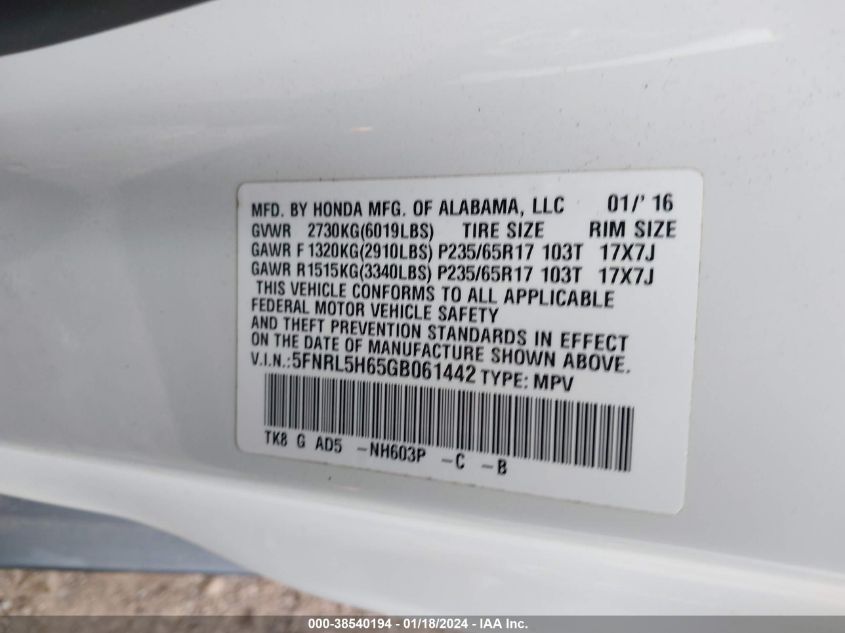 MFD. BY HONDA MFG. OF ALABAMA, LLC 01/' 16
GVWR 2730KG(6019LBS) TIRE SIZE RIM SIZE
GAWR F 1320KG(2910LBS) P235/65R17 103T 17X7J
GAWR R1515KG(3340LBS) P235/65R17 103T 17X7J
THIS VEHICLE CONFORMS TO ALL APPLICABLE
FEDERAL MOTOR VEHICLE SAFETY
AND THEFT PREVENTION STANDARDS IN EFFECT
ON THE DATE OF MANUFACTURE SHOWN ABOVE.
V.I.N.:5FNRL5H65GB061442 TYPE: MPV
TK8 G AD5 -NH603P -C -B
000-38540194 - 01/18/2024 - IAA Inc.